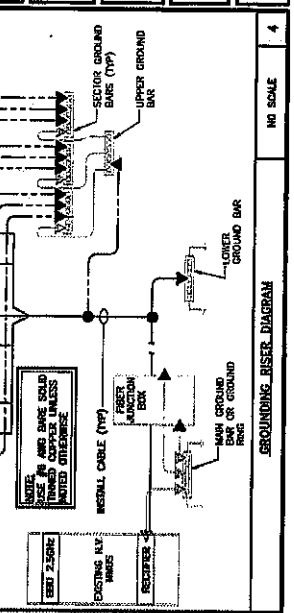 SECTOR GROUND
BARS (TYP)
UPPER GROUND
BAR
NOTE:
USE #6 AWG BARE SOLID
TINNED COPPER UNLESS
NOTED OTHERWISE
INSTALL CABLE (TYP)
LOWER
GROUND BAR
FIBER
JUNCTION
BOX
MAIN GROUND
BAR OR GROUND
RING
2.5GHz
EXISTING N.V.
RECTIFIER
GROUNDING RISER DIAGRAM
NO SCALE
4